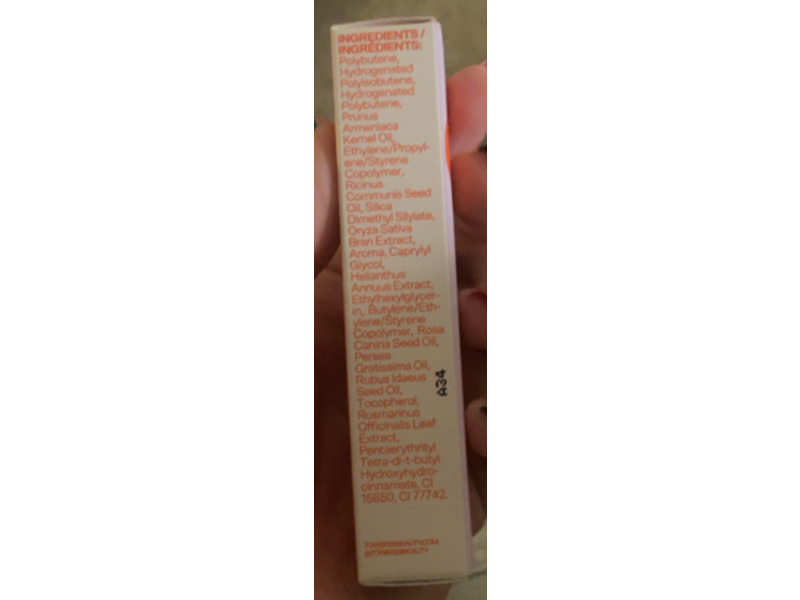 INGREDIENTS /
INGRÉDIENTS:
Polybutene,
Hydrogenated
Polyisobutene,
Hydrogenated
Polybutene,
Prunus
Armeniaca
Kernel Oil,
Ethylene/Propyl-
ene/Styrene
Copolymer,
Ricinus
Communis Seed
Oil, Silica
Dimethyl Silylate,
Oryza Sativa
Bran Extract,
Aroma, Caprylyl
Glycol,
Helianthus
Annuus Extract,
Ethylhexylglycer-
in, Butylene/Eth-
ylene/Styrene
Copolymer, Rosa
Canina Seed Oil,
Persea
Gratissima Oil,
Rubus Idaeus
Seed Oil,
Tocopherol,
Rosmarinus
Officinalis Leaf
Extract,
Pentaerythrityl
Tetra-di-t-butyl
Hydroxyhydro-
cinnamate, CI
15850, CI 77742.
TOWER28BEAUTY.COM
@TOWER28BEAUTY
A34